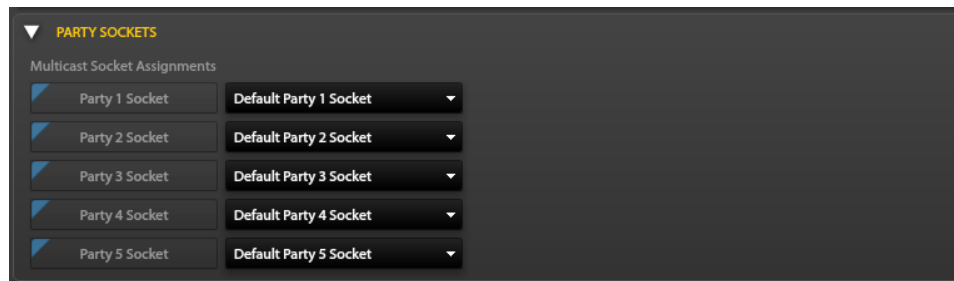 PARTY SOCKETS
Multicast Socket Assignments
Party 1 Socket Default Party 1 Socket
Party 2 Socket Default Party 2 Socket
Party 3 Socket Default Party 3 Socket
Party 4 Socket Default Party 4 Socket
Party 5 Socket Default Party 5 Socket